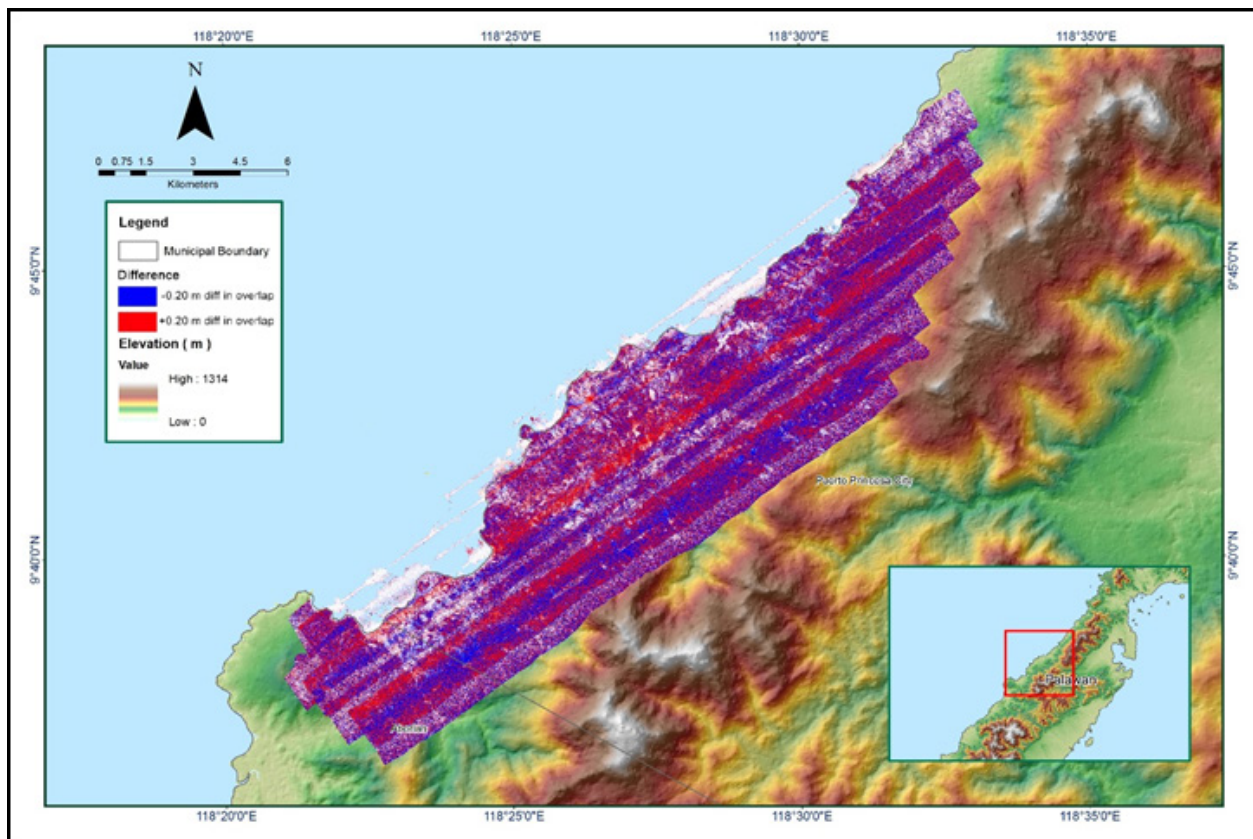 118°20'0"E 118°25'0"E 118°30'0"E 118°35'0"E
N
0 0.75 1.5 3 4.5 6
Kilometers
Legend
Municipal Boundary
Difference
-0.20 m diff in overlap
+0.20 m diff in overlap
Elevation ( m )
Value
High : 1314
Low : 0
9°45'0"N
9°45'0"N
Puerto Princesa City
9°40'0"N
9°40'0"N
Palawan
Aborlan
118°20'0"E 118°25'0"E 118°30'0"E 118°35'0"E